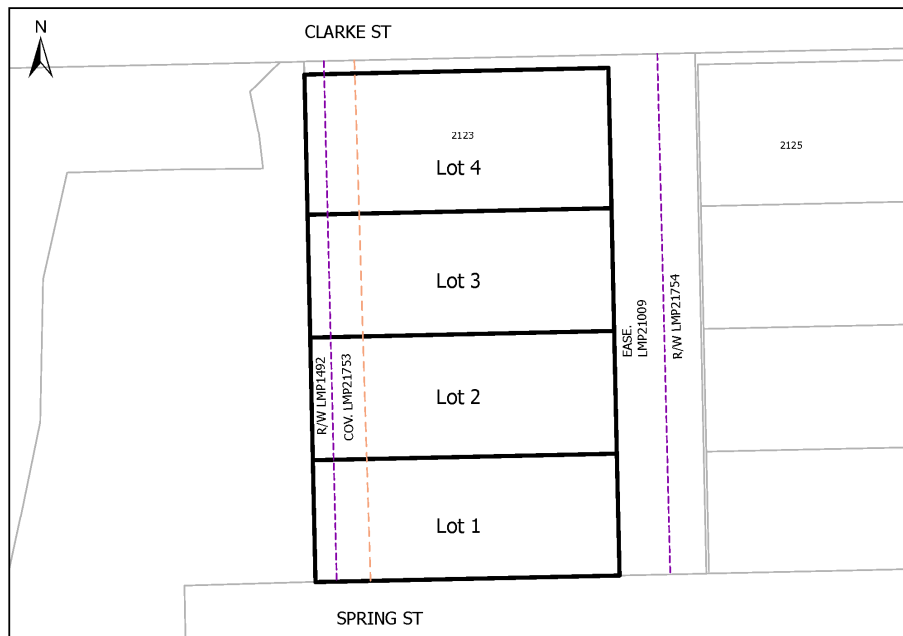 N
CLARKE ST
2123
Lot 4
2125
Lot 3
EASE.
LMP21009
R/W LMP21754
R/W LMP1492
COV. LMP21753
Lot 2
Lot 1
SPRING ST